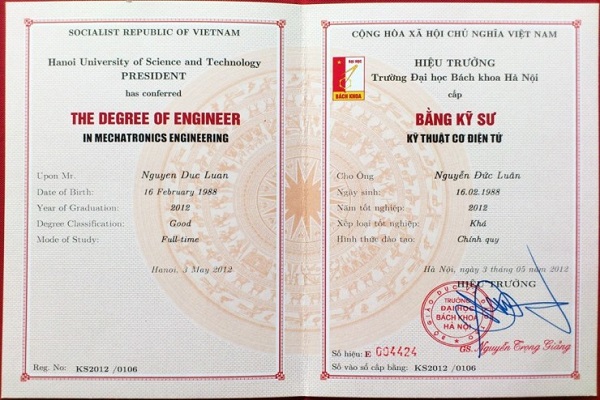 SOCIALIST REPUBLIC OF VIETNAM
Hanoi University of Science and Technology
PRESIDENT
has conferred
THE DEGREE OF ENGINEER
IN MECHATRONICS ENGINEERING
Upon Mr. Nguyen Duc Luan
Date of Birth: 16 February 1988
Year of Graduation: 2012
Degree Classification: Good
Mode of Study: Full-time
Hanoi, 3 May 2012
Reg. No: KS2012 /0106
CỘNG HÒA XÃ HỘI CHỦ NGHĨA VIỆT NAM
ĐẠI HỌC
BÁCH KHOA
HIỆU TRƯỞNG
Trường Đại học Bách khoa Hà Nội
cấp
BẰNG KỸ SƯ
KỸ THUẬT CƠ ĐIỆN TỬ
Cho Ông Nguyễn Đức Luân
Ngày sinh: 16.02.1988
Năm tốt nghiệp: 2012
Xếp loại tốt nghiệp: Khá
Hình thức đào tạo: Chính quy
Hà Nội, ngày 3 tháng 05 năm 2012
HIỆU TRƯỞNG
TRƯỜNG
ĐẠI HỌC
BÁCH KHOA
HÀ NỘI
GS. Nguyễn Trọng Giảng
Số hiệu: E 004424
Số vào sổ cấp bằng: KS2012 /0106